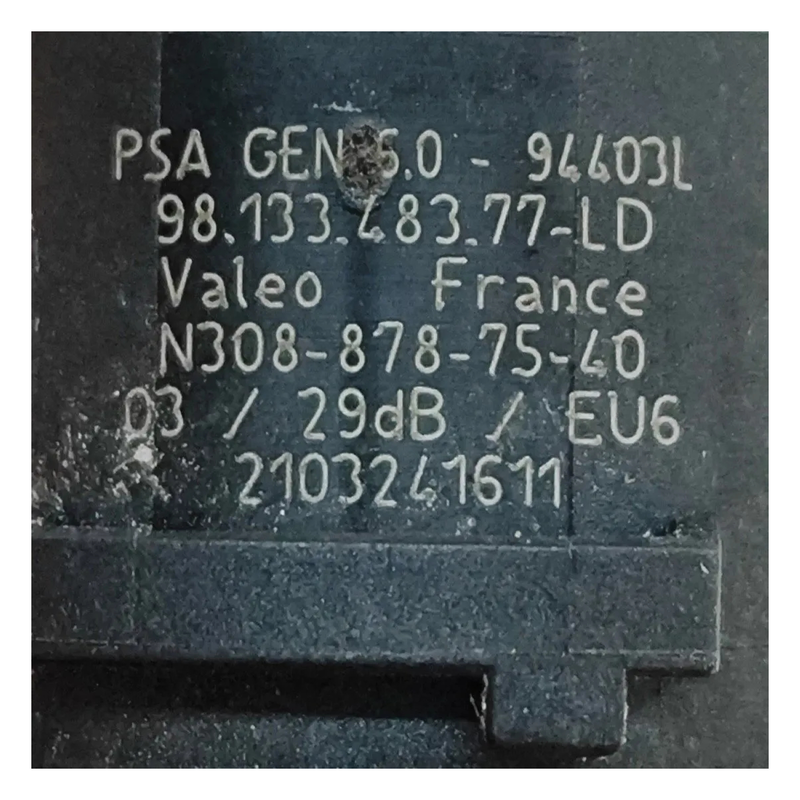 PSA GEN 5.0 - 94403L
98.133.483.77-LD
Valeo France
N308-878-75-40
03 / 29dB / EU6
2103241611